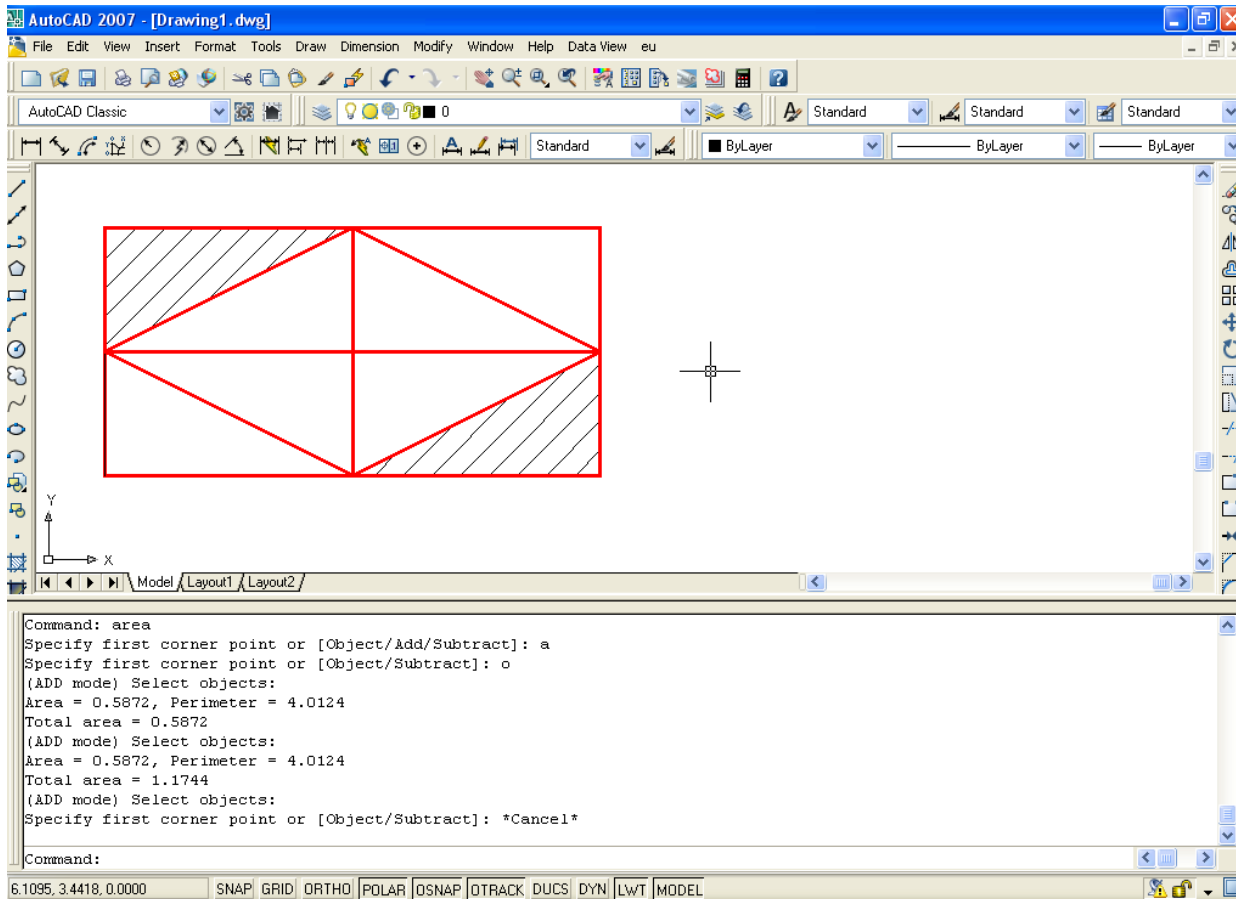 AutoCAD 2007 - [Drawing1.dwg]
File Edit View Insert Format Tools Draw Dimension Modify Window Help Data View eu
AutoCAD Classic 0 Standard Standard Standard
Standard ByLayer ByLayer ByLayer
Y
X
Model Layout1 Layout2
Command: area
Specify first corner point or [Object/Add/Subtract]: a
Specify first corner point or [Object/Subtract]: o
(ADD mode) Select objects:
Area = 0.5872, Perimeter = 4.0124
Total area = 0.5872
(ADD mode) Select objects:
Area = 0.5872, Perimeter = 4.0124
Total area = 1.1744
(ADD mode) Select objects:
Specify first corner point or [Object/Subtract]: *Cancel*
Command:
6.1095, 3.4418, 0.0000 SNAP GRID ORTHO POLAR OSNAP OTRACK DUCS DYN LWT MODEL